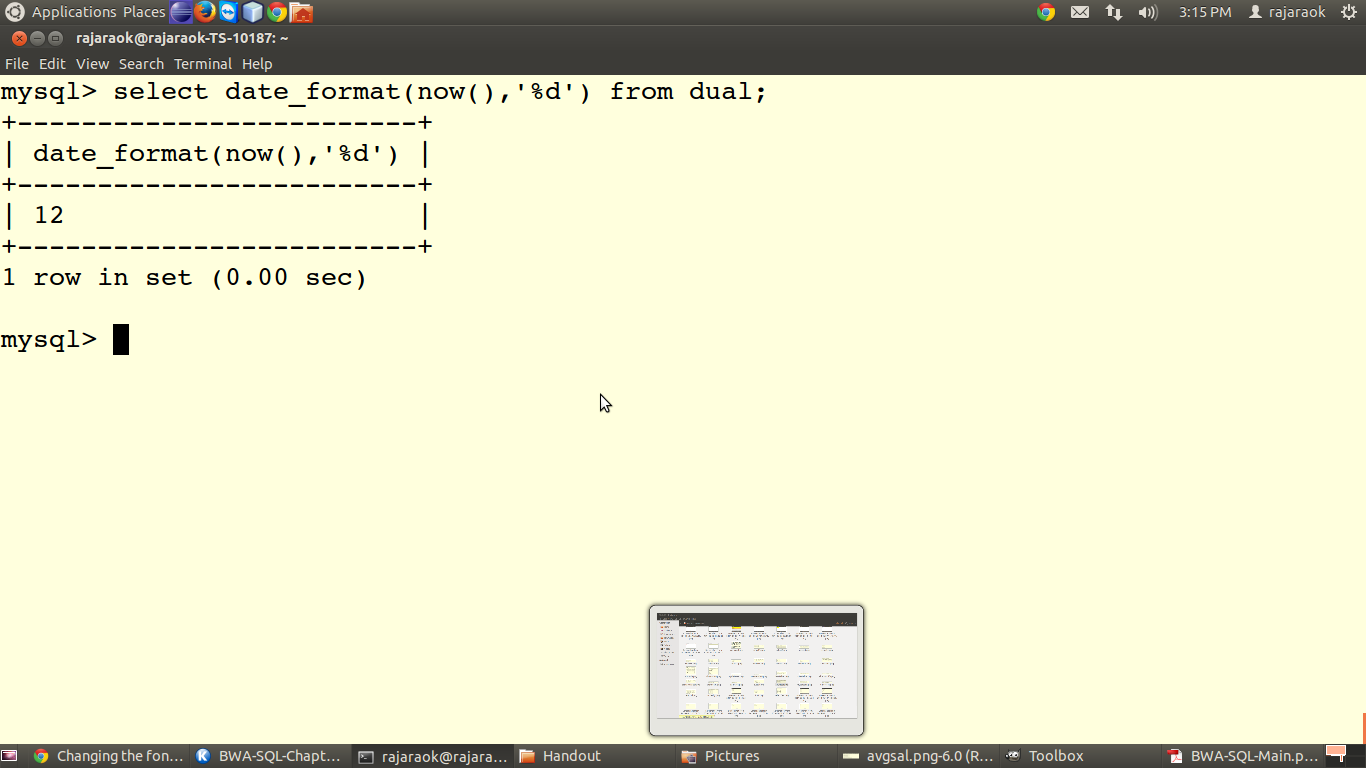 Applications Places 3:15 PM rajaraok
rajaraok@rajaraok-TS-10187: ~
File Edit View Search Terminal Help
mysql> select date_format(now(),'%d') from dual;
+-------------------------+
| date_format(now(),'%d') |
+-------------------------+
| 12                      |
+-------------------------+
1 row in set (0.00 sec)
mysql>
Changing the fon... BWA-SQL-Chapt... rajaraok@rajara... Handout Pictures avgsal.png-6.0 (R... Toolbox BWA-SQL-Main.p...